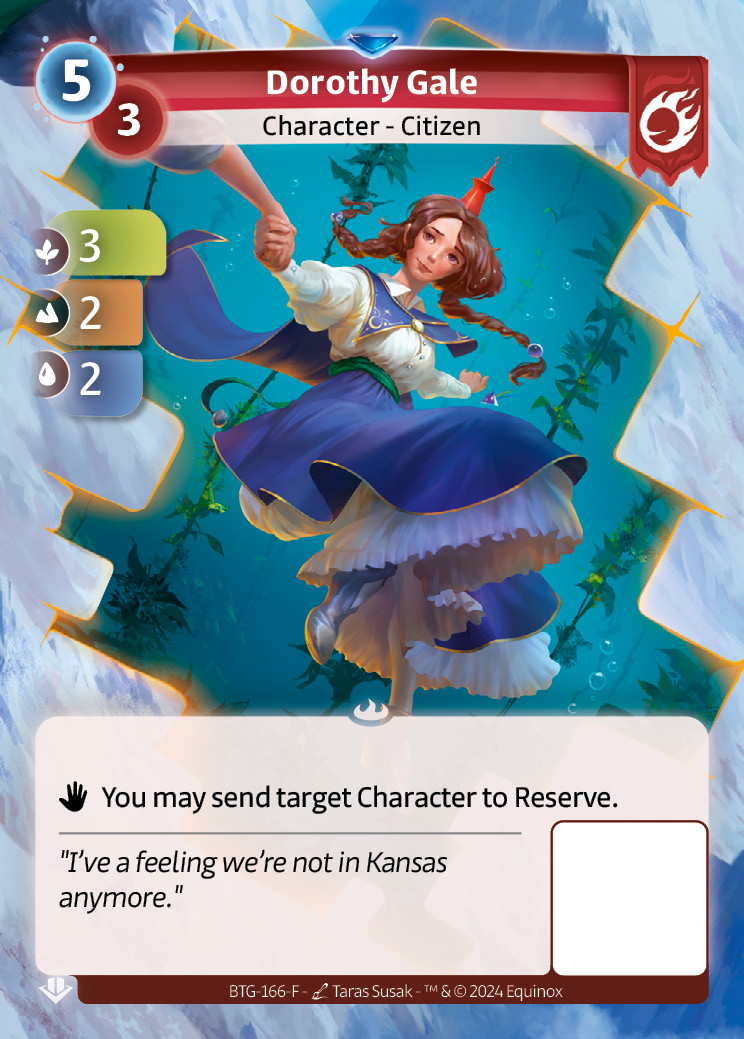 5
Dorothy Gale
3
Character - Citizen
3
2
2
You may send target Character to Reserve.
"I've a feeling we're not in Kansas
anymore."
BTG-166-F - Taras Susak - ™ & © 2024 Equinox